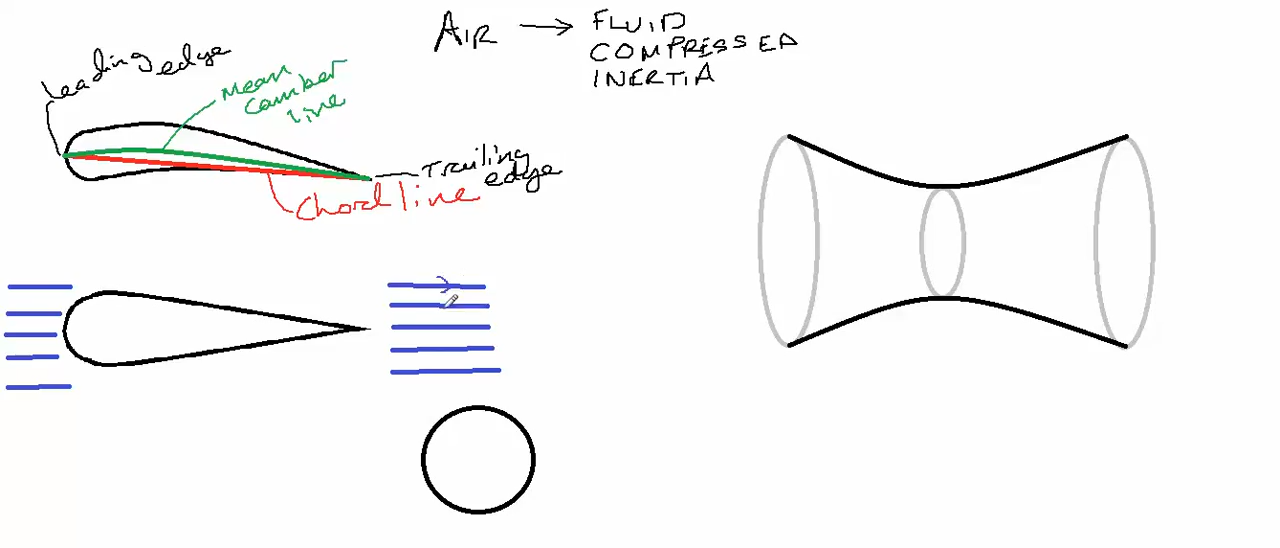 AIR → FLUID
COMPRESSED
INERTIA
Leading edge
Mean
camber
line
Trailing
edge
Chord line